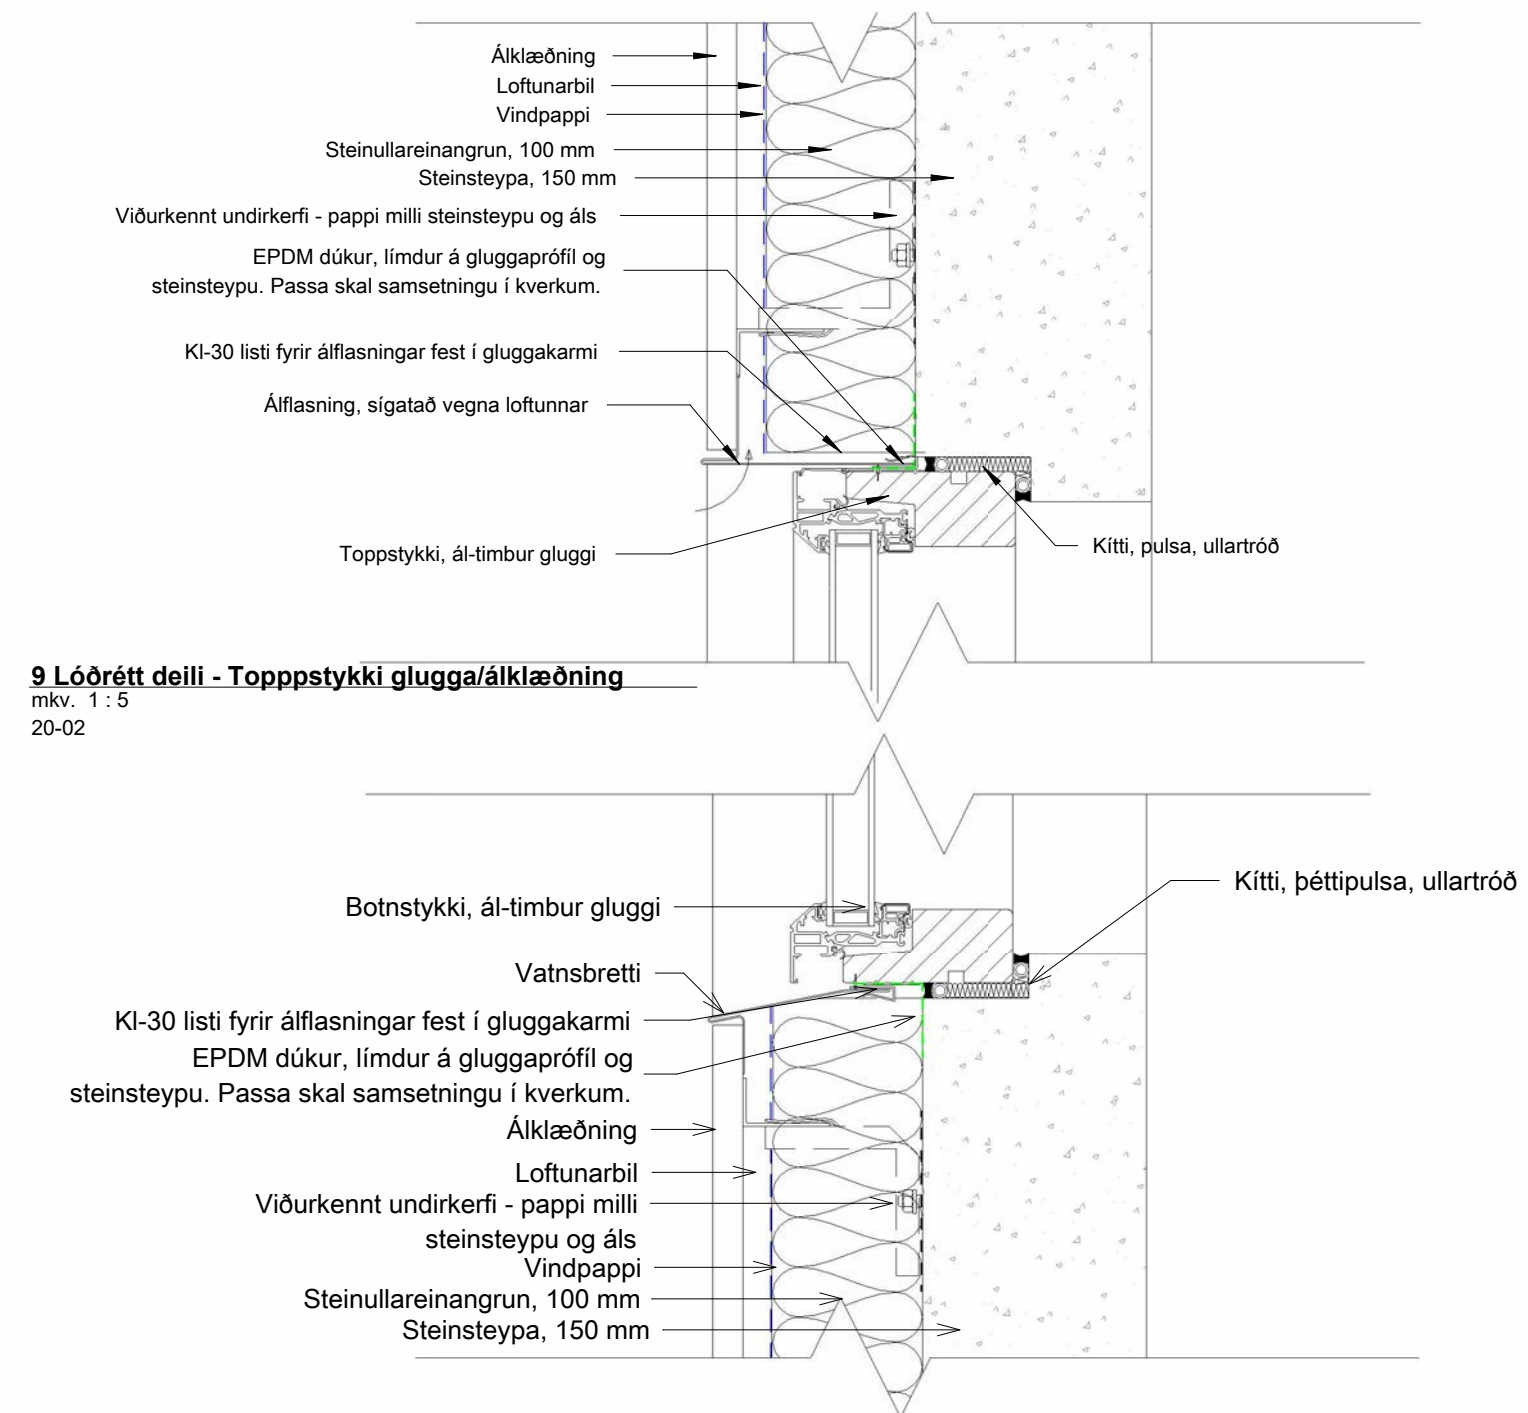 Álklæðning
Loftunarbil
Vindpappi
Steinullareinangrun, 100 mm
Steinsteypa, 150 mm
Viðurkennt undirkerfi - pappi milli steinsteypu og áls
EPDM dúkur, límdur á gluggaprófíl og
steinsteypu. Passa skal samsetningu í kverkum.
Kl-30 listi fyrir álflasningar fest í gluggakarmi
Álflasning, sígatað vegna loftunnar
Toppstykki, ál-timbur gluggi
Kítti, pulsa, ullartróð
9 Lóðrétt deili - Topppstykki glugga/álklæðning
mkv. 1 : 5
20-02
Kítti, þéttipulsa, ullartróð
Botnstykki, ál-timbur gluggi
Vatnsbretti
Kl-30 listi fyrir álflasningar fest í gluggakarmi
EPDM dúkur, límdur á gluggaprófíl og
steinsteypu. Passa skal samsetningu í kverkum.
Álklæðning
Loftunarbil
Viðurkennt undirkerfi - pappi milli
steinsteypu og áls
Vindpappi
Steinullareinangrun, 100 mm
Steinsteypa, 150 mm